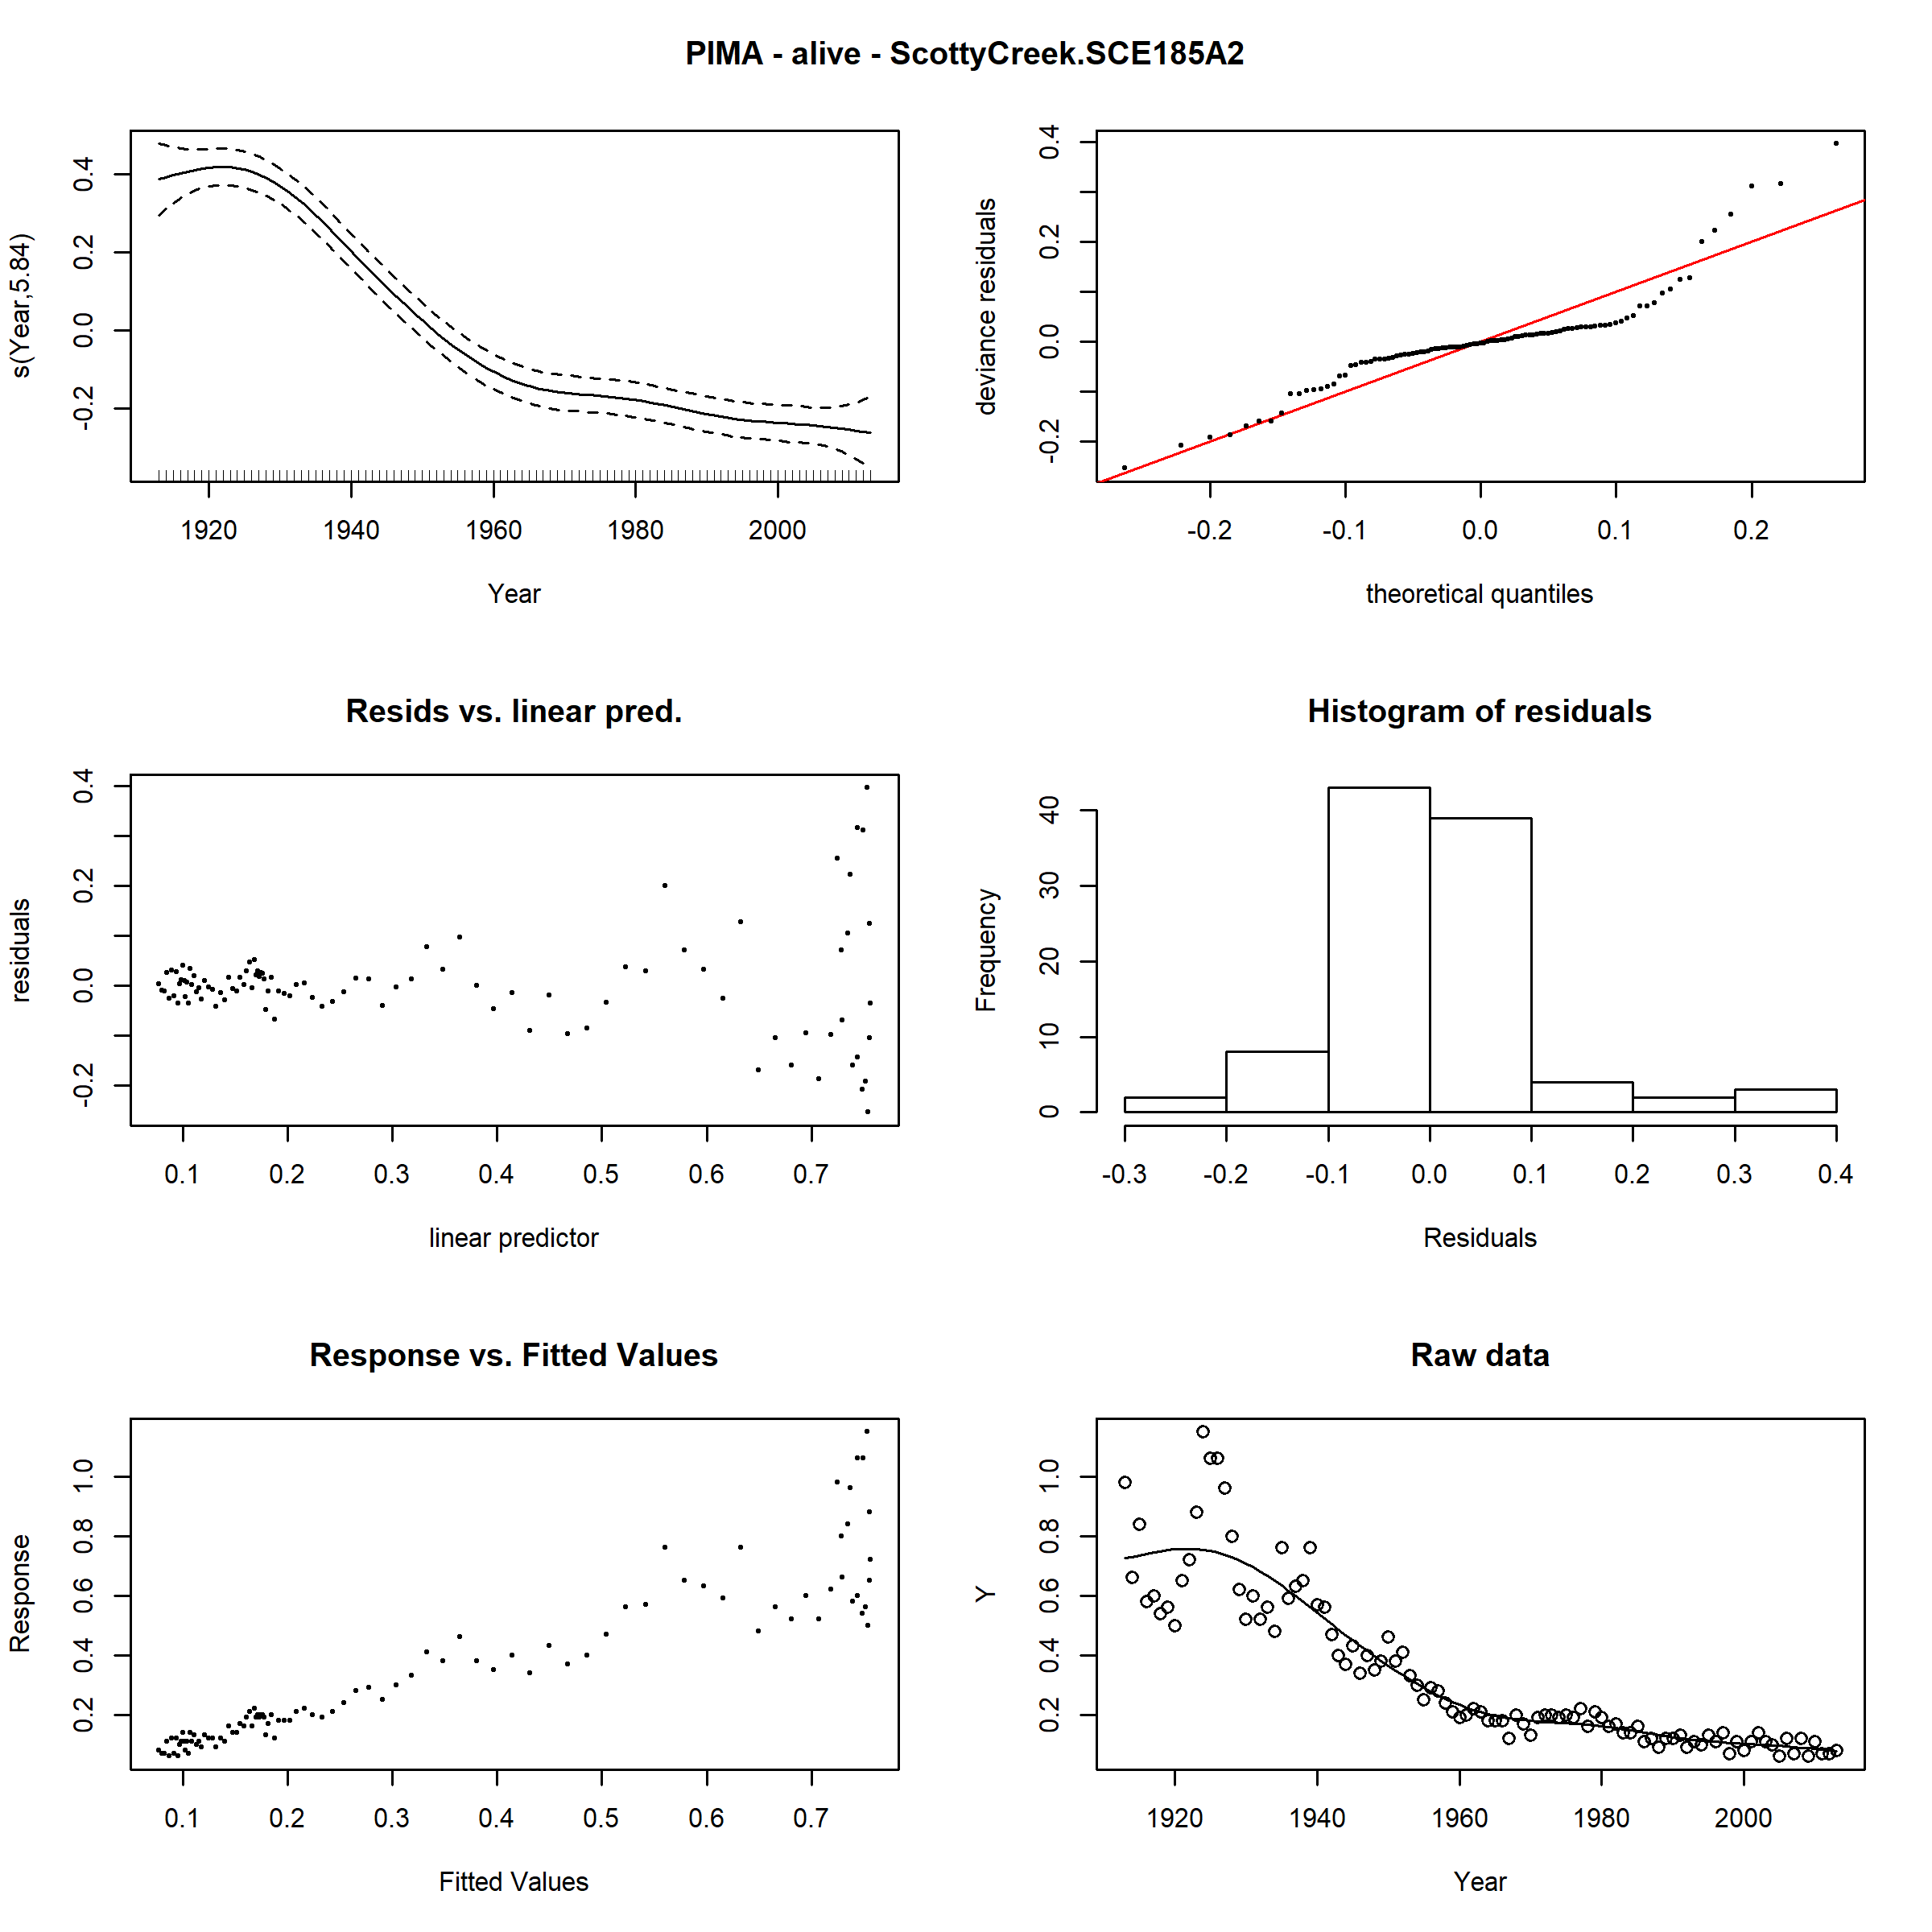 PIMA - alive - ScottyCreek.SCE185A2
s(Year,5.84)
0.4
0.2
0.0
-0.2
1920 1940 1960 1980 2000
Year
deviance residuals
0.4
0.2
0.0
-0.2
-0.2 -0.1 0.0 0.1 0.2
theoretical quantiles
Resids vs. linear pred.
residuals
0.4
0.2
0.0
-0.2
0.1 0.2 0.3 0.4 0.5 0.6 0.7
linear predictor
Histogram of residuals
Frequency
40
30
20
10
0
-0.3 -0.2 -0.1 0.0 0.1 0.2 0.3 0.4
Residuals
Response vs. Fitted Values
Response
1.0
0.8
0.6
0.4
0.2
0.1 0.2 0.3 0.4 0.5 0.6 0.7
Fitted Values
Raw data
Y
1.0
0.8
0.6
0.4
0.2
1920 1940 1960 1980 2000
Year